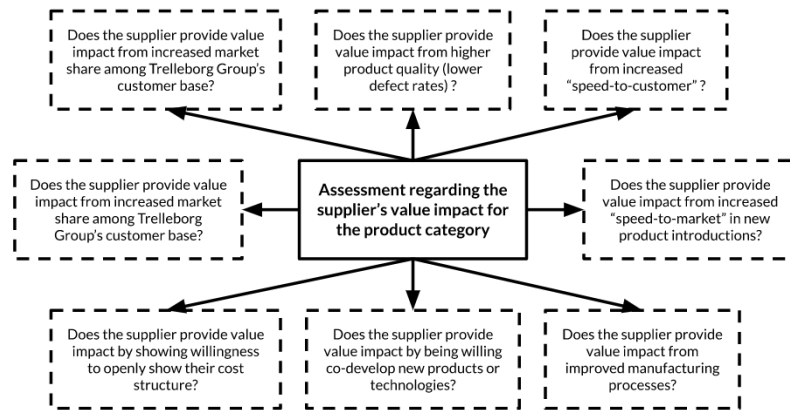 Does the supplier provide value
impact from increased market
share among Trelleborg Group's
customer base?
Does the supplier provide
value impact from higher
product quality (lower
defect rates) ?
Does the supplier
provide value impact
from increased
“speed-to-customer” ?
Does the supplier provide value
impact from increased market
share among Trelleborg
Group's customer base?
Assessment regarding the
supplier's value impact for
the product category
Does the supplier provide
value impact from increased
“speed-to-market” in new
product introductions?
Does the supplier provide value
impact by showing willingness
to openly show their cost
structure?
Does the supplier provide
value impact by being willing
co-develop new products or
technologies?
Does the supplier provide
value impact from
improved manufacturing
processes?